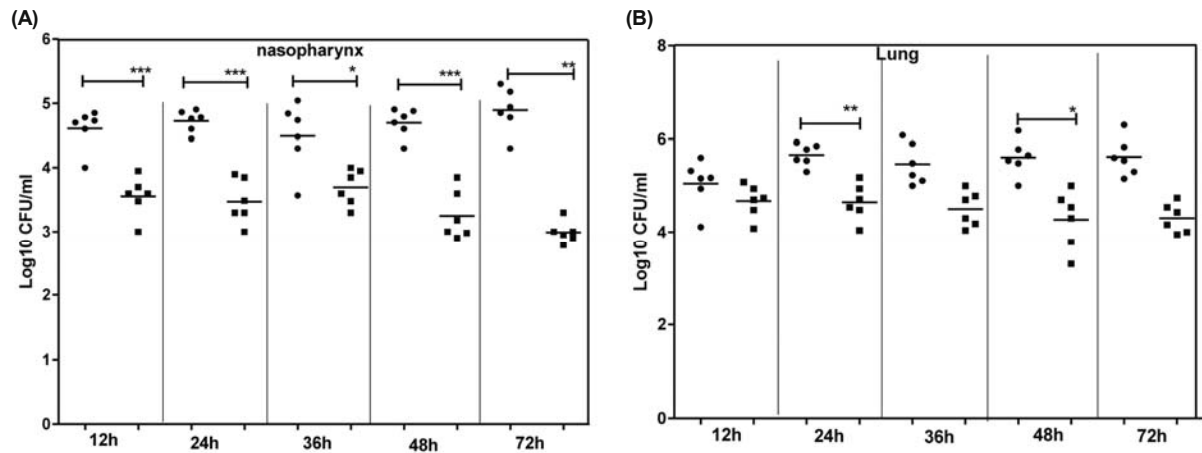 (A)
nasopharynx
Log10 CFU/ml
6
5
4
3
2
1
0
***
***
*
***
**
12h
24h
36h
48h
72h
(B)
Lung
Log10 CFU/ml
8
6
4
2
0
**
*
12h
24h
36h
48h
72h